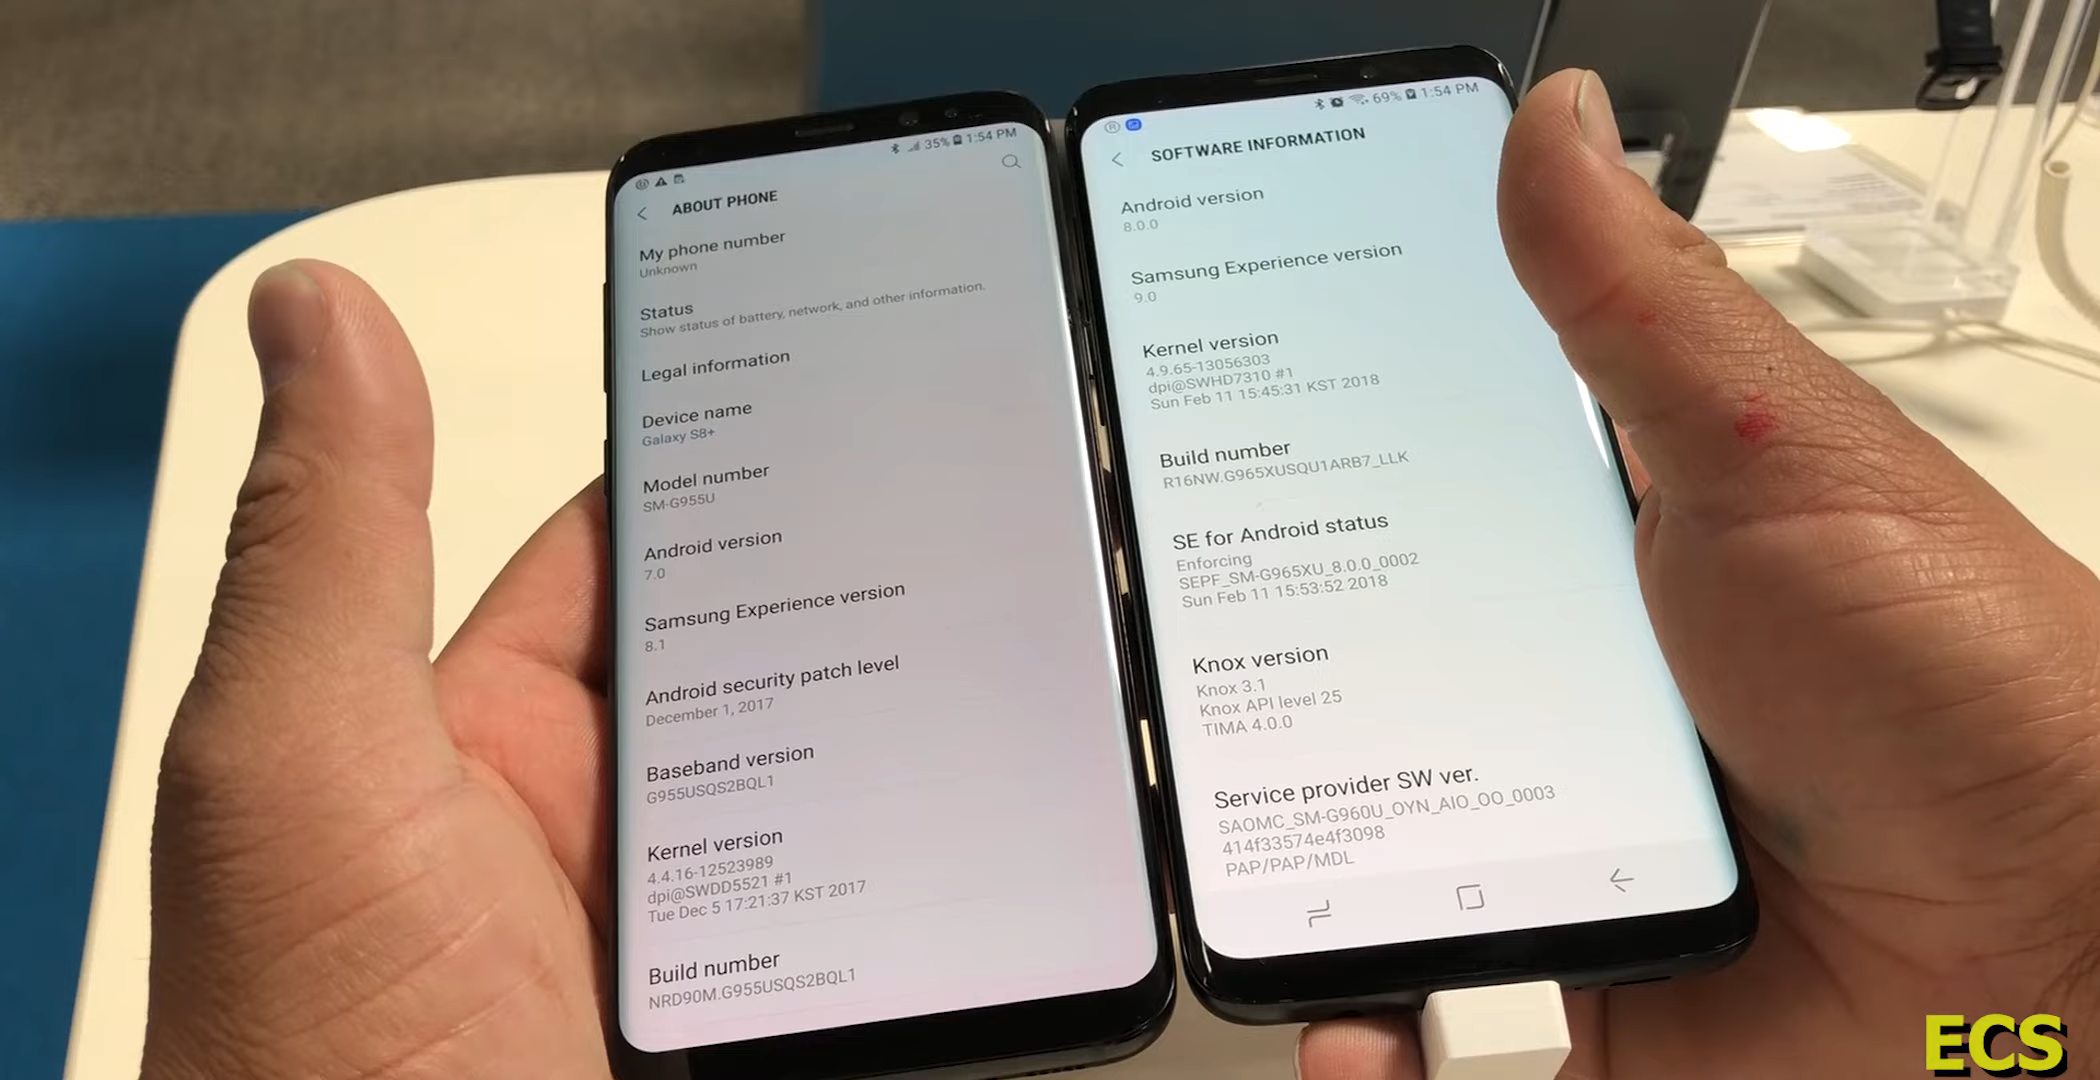 35% 1:54 PM
ABOUT PHONE
My phone number
Unknown
Status
Show status of battery, network, and other information.
Legal information
Device name
Galaxy S8+
Model number
SM-G955U
Android version
7.0
Samsung Experience version
8.1
Android security patch level
December 1, 2017
Baseband version
G955USQS2BQL1
Kernel version
4.4.16-12523989
dpi@SWDD5521 #1
Tue Dec 5 17:21:37 KST 2017
Build number
NRD90M.G955USQS2BQL1
69% 1:54 PM
SOFTWARE INFORMATION
Android version
8.0.0
Samsung Experience version
9.0
Kernel version
4.9.65-13056303
dpi@SWHD7310 #1
Sun Feb 11 15:45:31 KST 2018
Build number
R16NW.G965XUSQU1ARB7_LLK
SE for Android status
Enforcing
SEPF_SM-G965XU_8.0.0_0002
Sun Feb 11 15:53:52 2018
Knox version
Knox 3.1
Knox API level 25
TIMA 4.0.0
Service provider SW ver.
SAOMC_SM-G960U_OYN_AIO_OO_0003
414f33574e4f3098
PAP/PAP/MDL
ECS